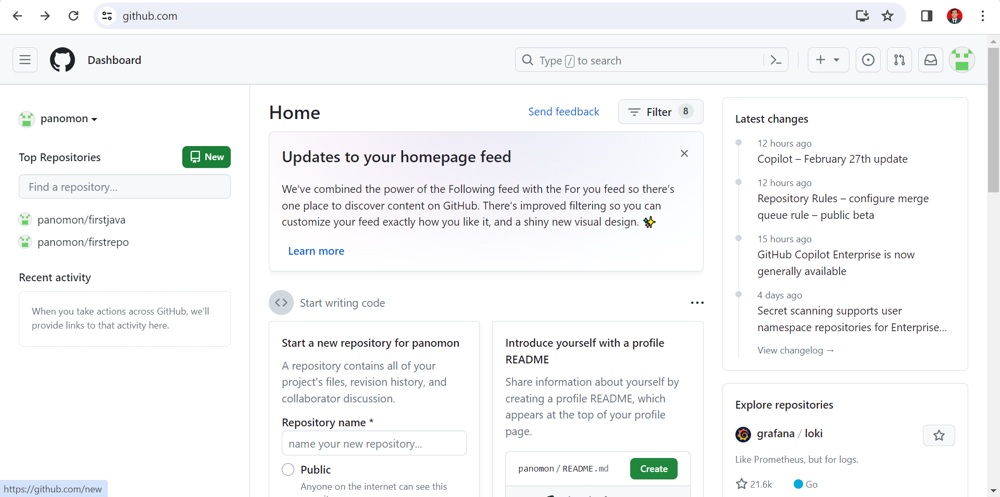 github.com
Dashboard
Type / to search
panomon
Top Repositories
New
Find a repository...
panomon/firstjava
panomon/firstrepo
Recent activity
When you take actions across GitHub, we’ll
provide links to that activity here.
Home
Send feedback
Filter 8
Updates to your homepage feed
We've combined the power of the Following feed with the For you feed so there’s
one place to discover content on GitHub. There’s improved filtering so you can
customize your feed exactly how you like it, and a shiny new visual design. ✨
Learn more
Start writing code
Start a new repository for panomon
A repository contains all of your
project's files, revision history, and
collaborator discussion.
Repository name *
name your new repository...
Public
Anyone on the internet can see this
Introduce yourself with a profile
README
Share information about yourself by
creating a profile README, which
appears at the top of your profile
page.
panomon / README.md
Create
Latest changes
12 hours ago
Copilot – February 27th update
12 hours ago
Repository Rules – configure merge
queue rule – public beta
15 hours ago
GitHub Copilot Enterprise is now
generally available
4 days ago
Secret scanning supports user
namespace repositories for Enterprise...
View changelog →
Explore repositories
grafana / loki
Like Prometheus, but for logs.
21.6k
Go
https://github.com/new